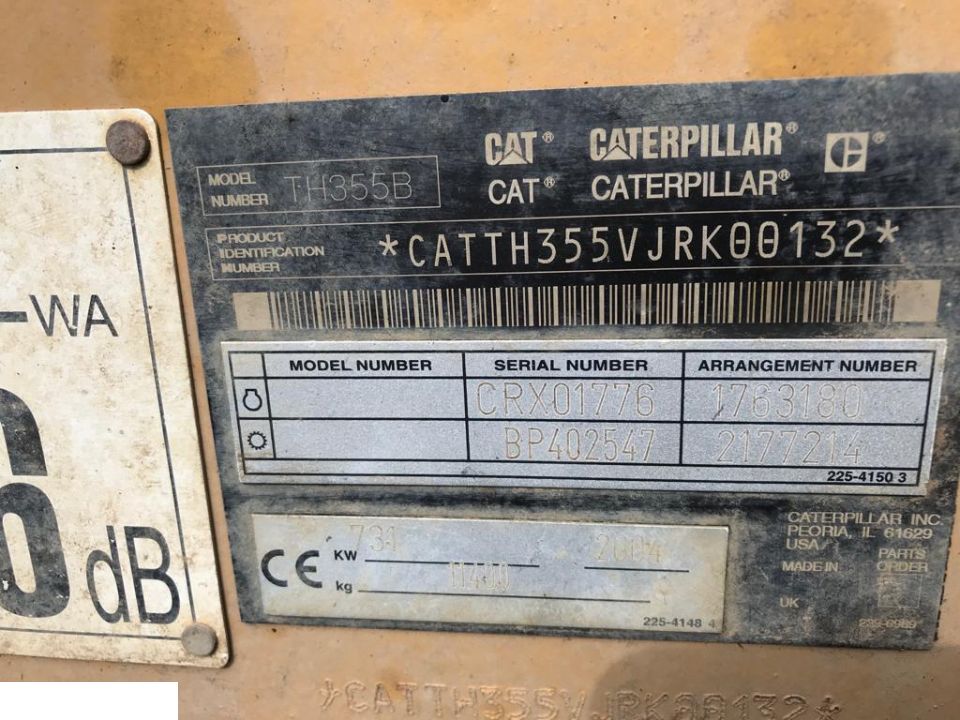 CAT® CATERPILLAR® ®
MODEL NUMBER TH355B
CAT® CATERPILLAR®
PRODUCT IDENTIFICATION NUMBER *CATTH355VJRK00132*
-WA
MODEL NUMBER SERIAL NUMBER ARRANGEMENT NUMBER
CRX01776 1763180
BP402547 2177214
225-4150 3
6 dB
CE KW 2004
kg 11400
225-4148 4
CATERPILLAR INC.
PEORIA, IL 61629
USA
MADE IN UK
PARTS ORDER
*CATTH355VJRK00132*